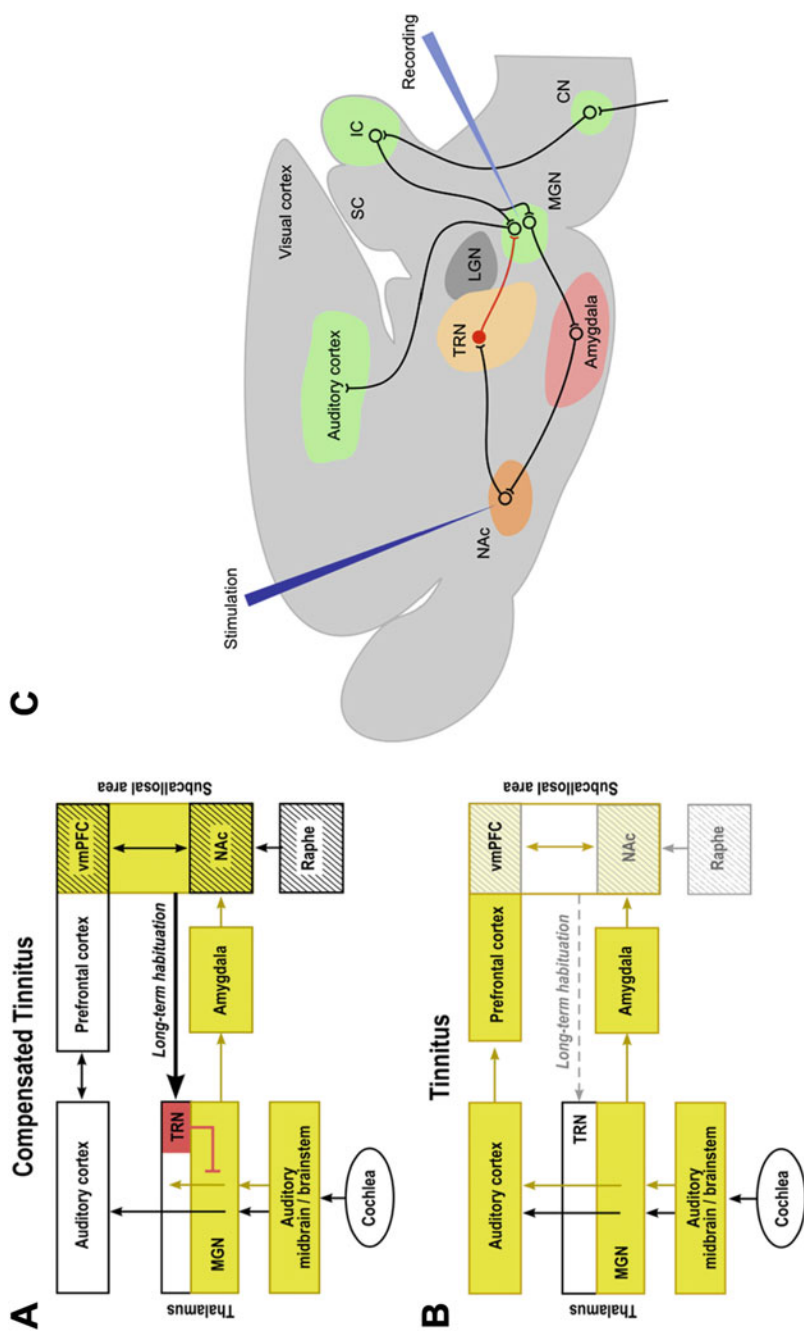 A
Compensated Tinnitus
Auditory cortex
Prefrontal cortex
vmPFC
Long-term habituation
Subcallosal area
Thalamus
TRN
MGN
Amygdala
NAc
Auditory
midbrain / brainstem
Raphe
Cochlea
B
Tinnitus
Auditory cortex
Prefrontal cortex
vmPFC
Long-term habituation
Subcallosal area
Thalamus
TRN
MGN
Amygdala
NAc
Auditory
midbrain / brainstem
Raphe
Cochlea
C
Stimulation
Recording
Visual cortex
Auditory cortex
SC
IC
LGN
TRN
MGN
CN
NAc
Amygdala